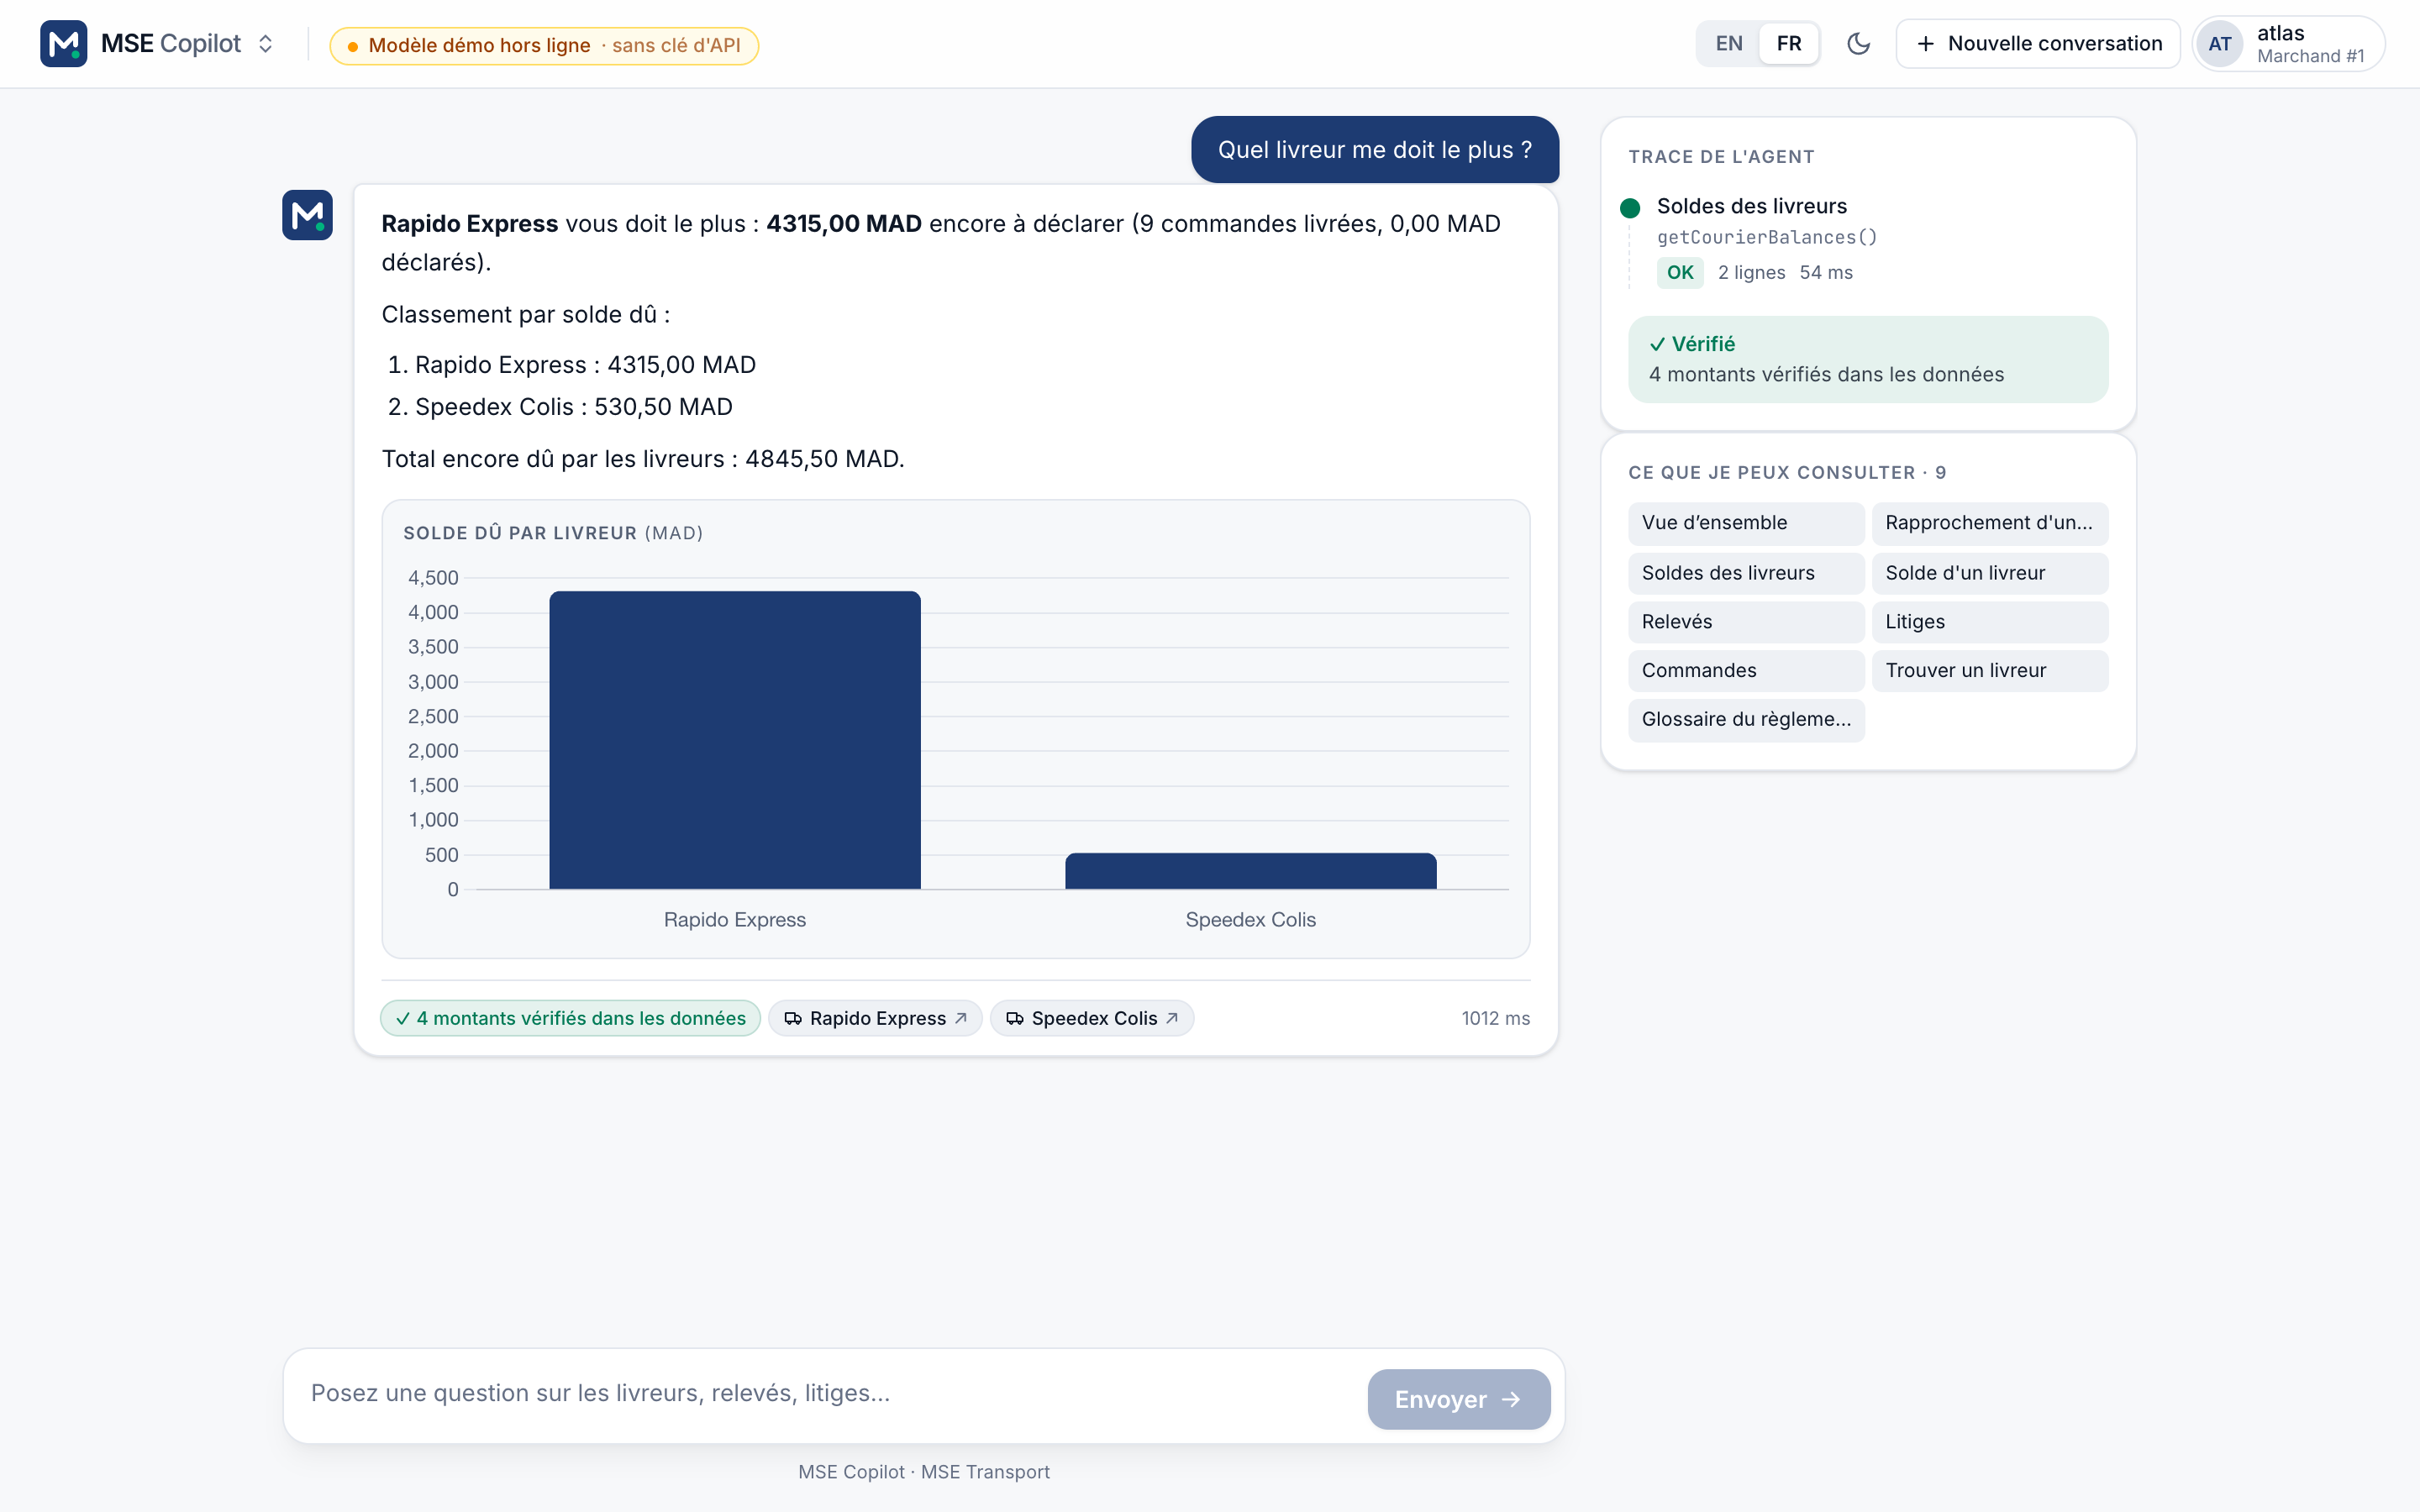 MSE Copilot
Modèle démo hors ligne · sans clé d'API
EN FR
+ Nouvelle conversation
AT
atlas
Marchand #1
Quel livreur me doit le plus ?
Rapido Express vous doit le plus : 4315,00 MAD encore à déclarer (9 commandes livrées, 0,00 MAD
déclarés).
Classement par solde dû :
1. Rapido Express : 4315,00 MAD
2. Speedex Colis : 530,50 MAD
Total encore dû par les livreurs : 4845,50 MAD.
SOLDE DÛ PAR LIVREUR (MAD)
4,500
4,000
3,500
3,000
2,500
2,000
1,500
1,000
500
0
Rapido Express
Speedex Colis
✓ 4 montants vérifiés dans les données
Rapido Express ↗
Speedex Colis ↗
1012 ms
TRACE DE L'AGENT
Soldes des livreurs
getCourierBalances()
OK 2 lignes 54 ms
✓ Vérifié
4 montants vérifiés dans les données
CE QUE JE PEUX CONSULTER · 9
Vue d’ensemble
Rapprochement d'un...
Soldes des livreurs
Solde d'un livreur
Relevés
Litiges
Commandes
Trouver un livreur
Glossaire du règleme...
Posez une question sur les livreurs, relevés, litiges...
Envoyer →
MSE Copilot · MSE Transport